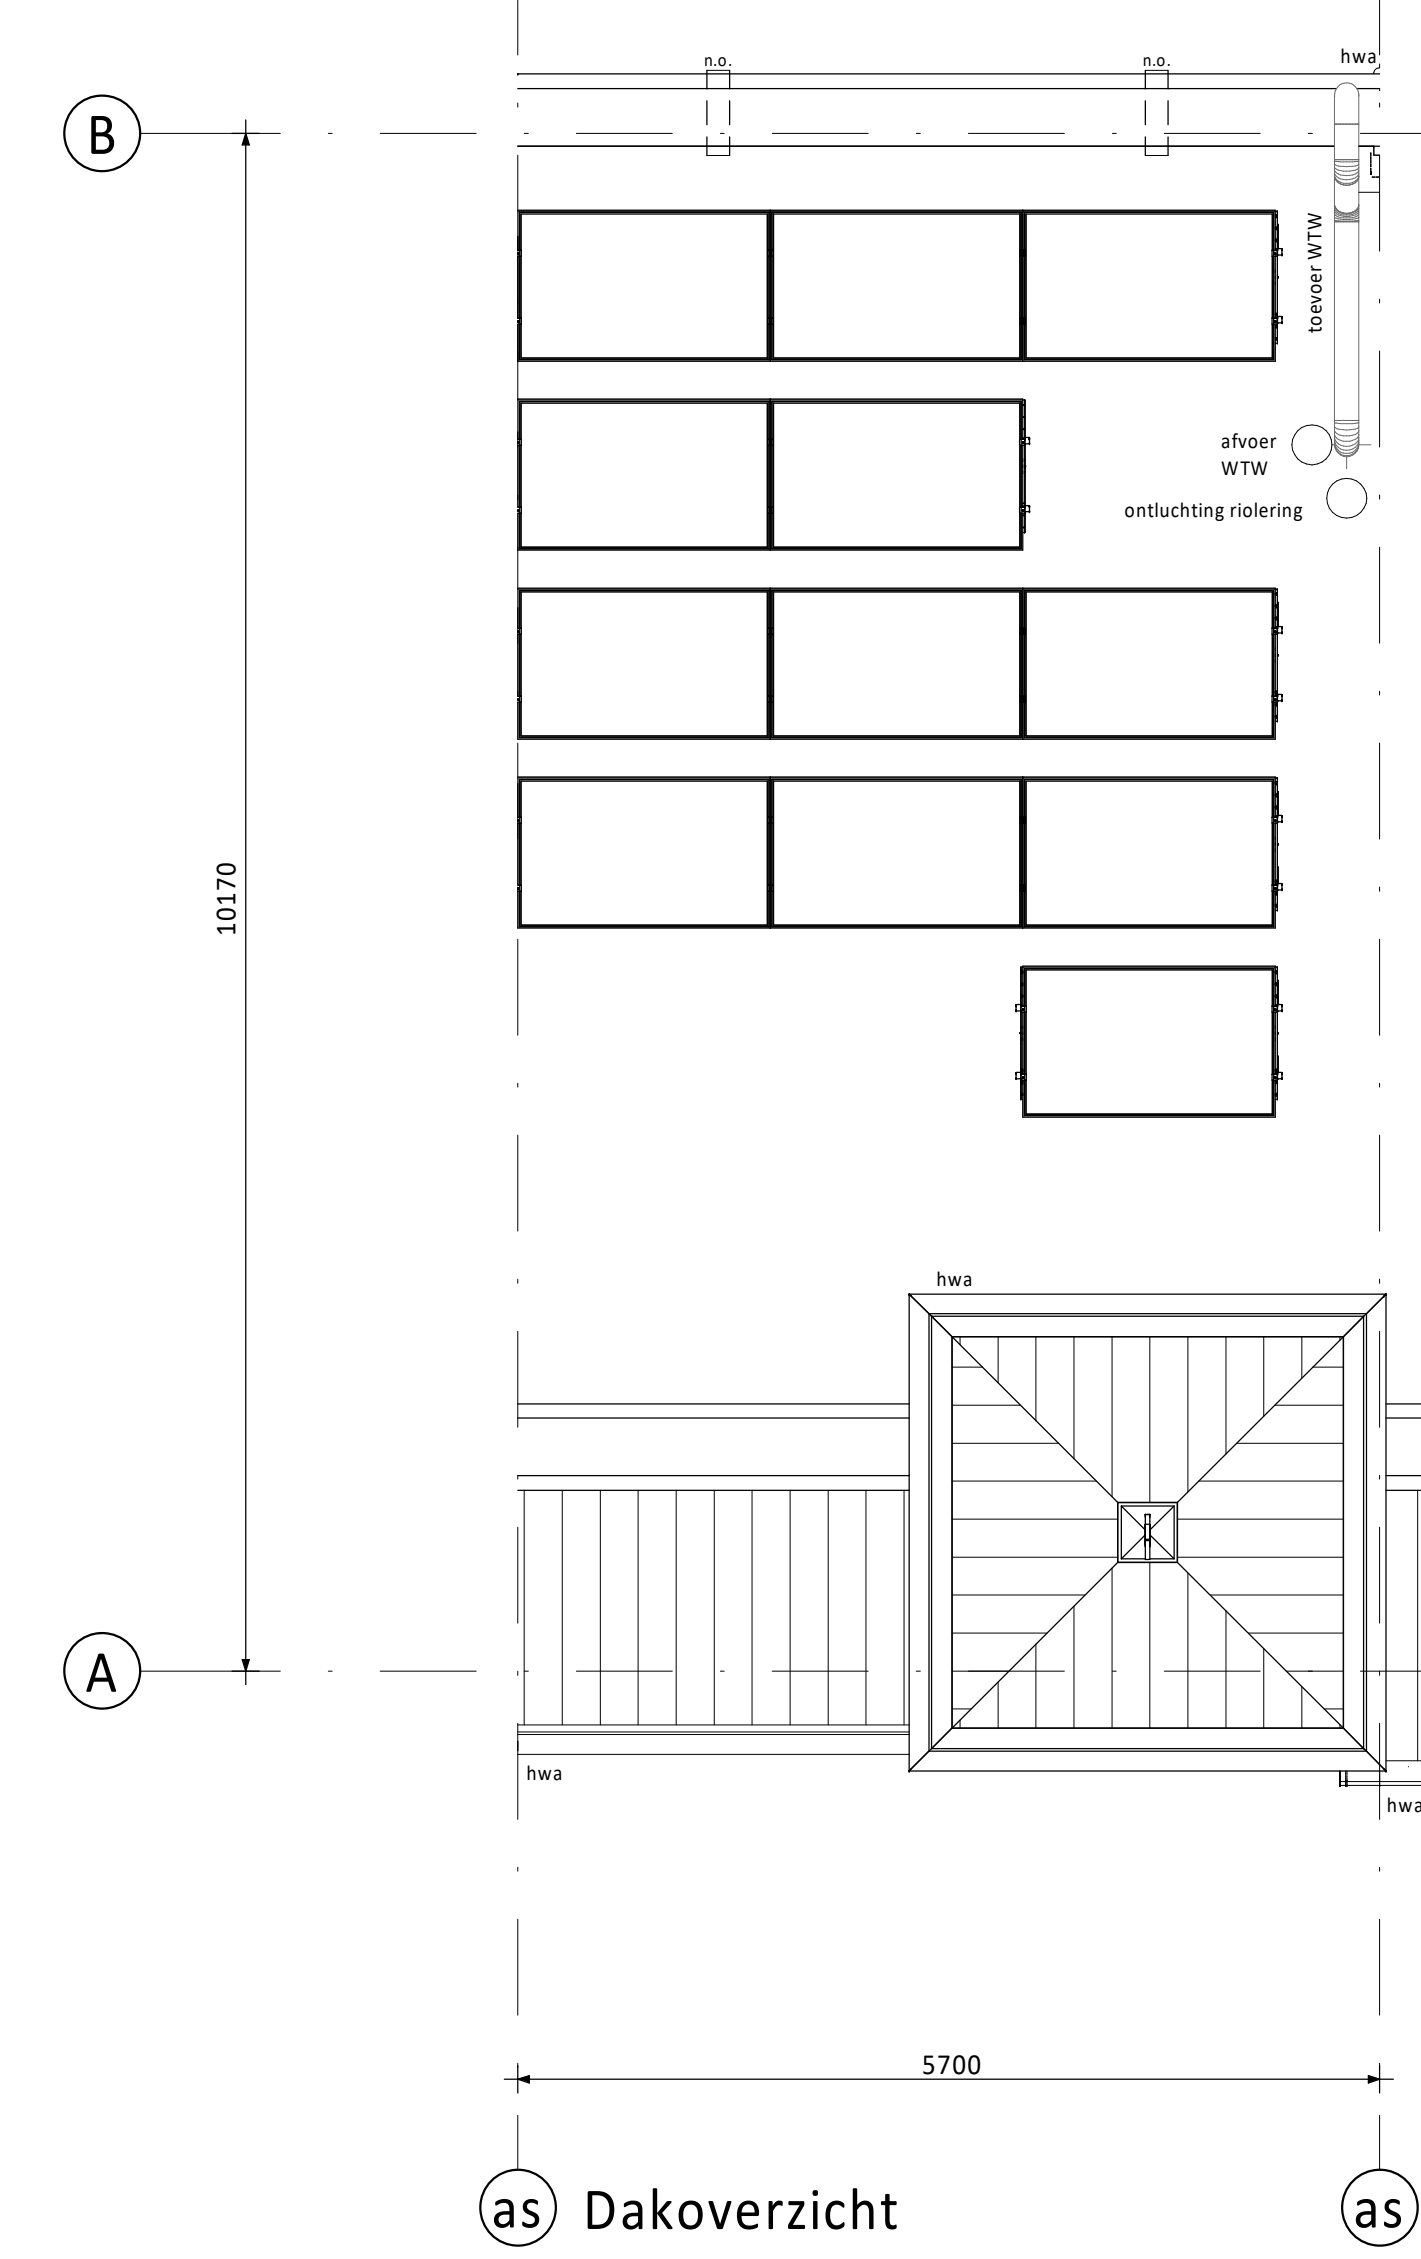 n.o.
n.o.
hwa
B
toevoer WTW
afvoer
WTW
ontluchting riolering
10170
hwa
A
hwa
hwa
5700
as
Dakoverzicht
as